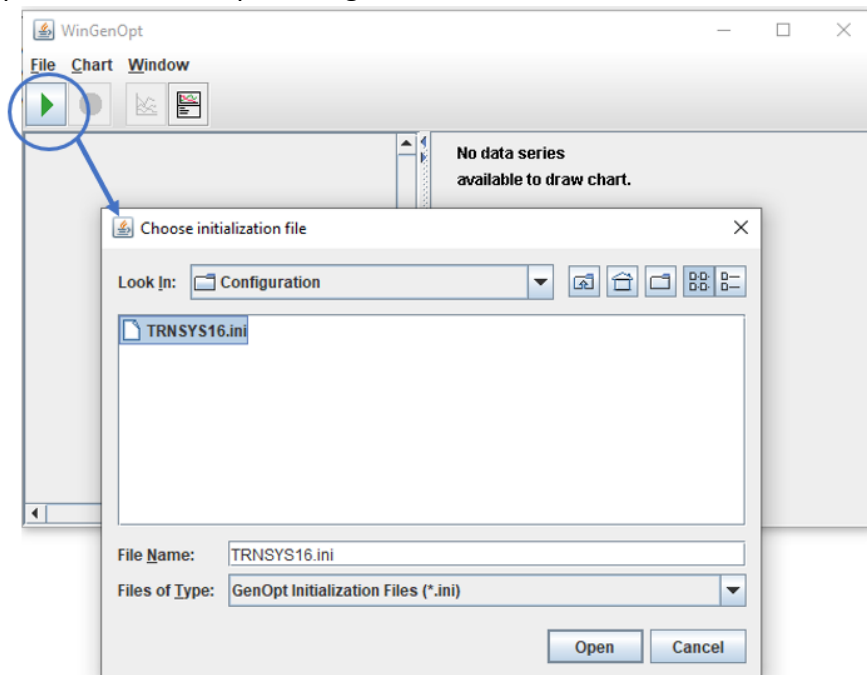 WinGenOpt
File Chart Window
No data series
available to draw chart.
Choose initialization file
Look In: Configuration
TRNSYS16.ini
File Name: TRNSYS16.ini
Files of Type: GenOpt Initialization Files (*.ini)
Open Cancel